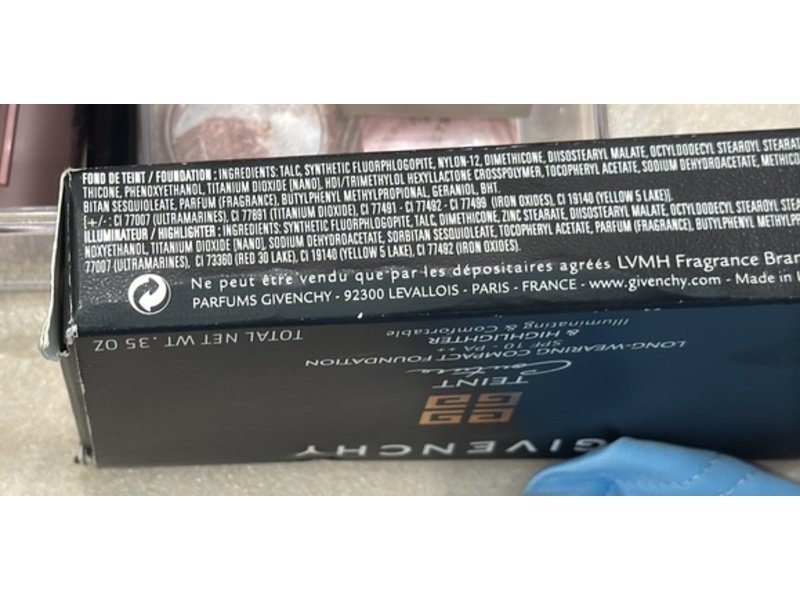 FOND DE TEINT / FOUNDATION : INGREDIENTS: TALC, SYNTHETIC FLUORPHLOGOPITE, NYLON-12, DIMETHICONE, DIISOSTEARYL MALATE, OCTYLDODECYL STEAROYL STEARAT
THICONE, PHENOXYETHANOL, TITANIUM DIOXIDE [NANO], HDI/TRIMETHYLOL HEXYLLACTONE CROSSPOLYMER, TOCOPHERYL ACETATE, SODIUM DEHYDROACETATE, METHICO
BITAN SESQUIOLEATE, PARFUM (FRAGRANCE), BUTYLPHENYL METHYLPROPIONAL, GERANIOL, BHT.
[+/-: CI 77007 (ULTRAMARINES), CI 77891 (TITANIUM DIOXIDE), CI 77491 - CI 77492 - CI 77499 (IRON OXIDES), CI 19140 (YELLOW 5 LAKE)].
ILLUMINATEUR / HIGHLIGHTER : INGREDIENTS: SYNTHETIC FLUORPHLOGOPITE, TALC, DIMETHICONE, ZINC STEARATE, DIISOSTEARYL MALATE, OCTYLDODECYL STEAROYL STEA
NOXYETHANOL, TITANIUM DIOXIDE [NANO], SODIUM DEHYDROACETATE, SORBITAN SESQUIOLEATE, TOCOPHERYL ACETATE, PARFUM (FRAGRANCE), BUTYLPHENYL METHYLPR
77007 (ULTRAMARINES), CI 73360 (RED 30 LAKE), CI 19140 (YELLOW 5 LAKE), CI 77492 (IRON OXIDES).
Ne peut être vendu que par les dépositaires agréés LVMH Fragrance Bran
PARFUMS GIVENCHY - 92300 LEVALLOIS - PARIS - FRANCE - www.givenchy.com - Made in
GIVENCHY
TEINT
Couture
LONG-WEARING COMPACT FOUNDATION
& HIGHLIGHTER
SPF 10 - PA ++
Illuminating & Comfortable
TOTAL NET WT. .35 OZ